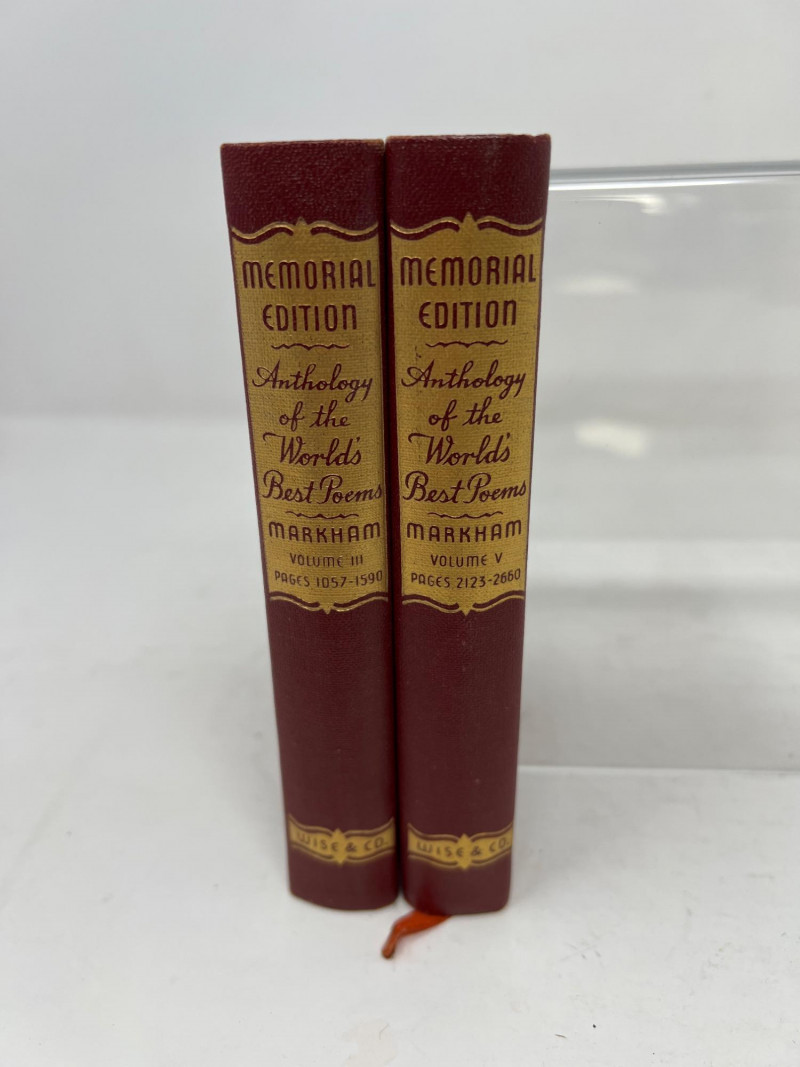 MEMORIAL
EDITION
Anthology
of the
World's
Best Poems
MARKHAM
VOLUME III
PAGES 1057-1590
WISE & CO.
MEMORIAL
EDITION
Anthology
of the
World's
Best Poems
MARKHAM
VOLUME V
PAGES 2123-2660
WISE & CO.